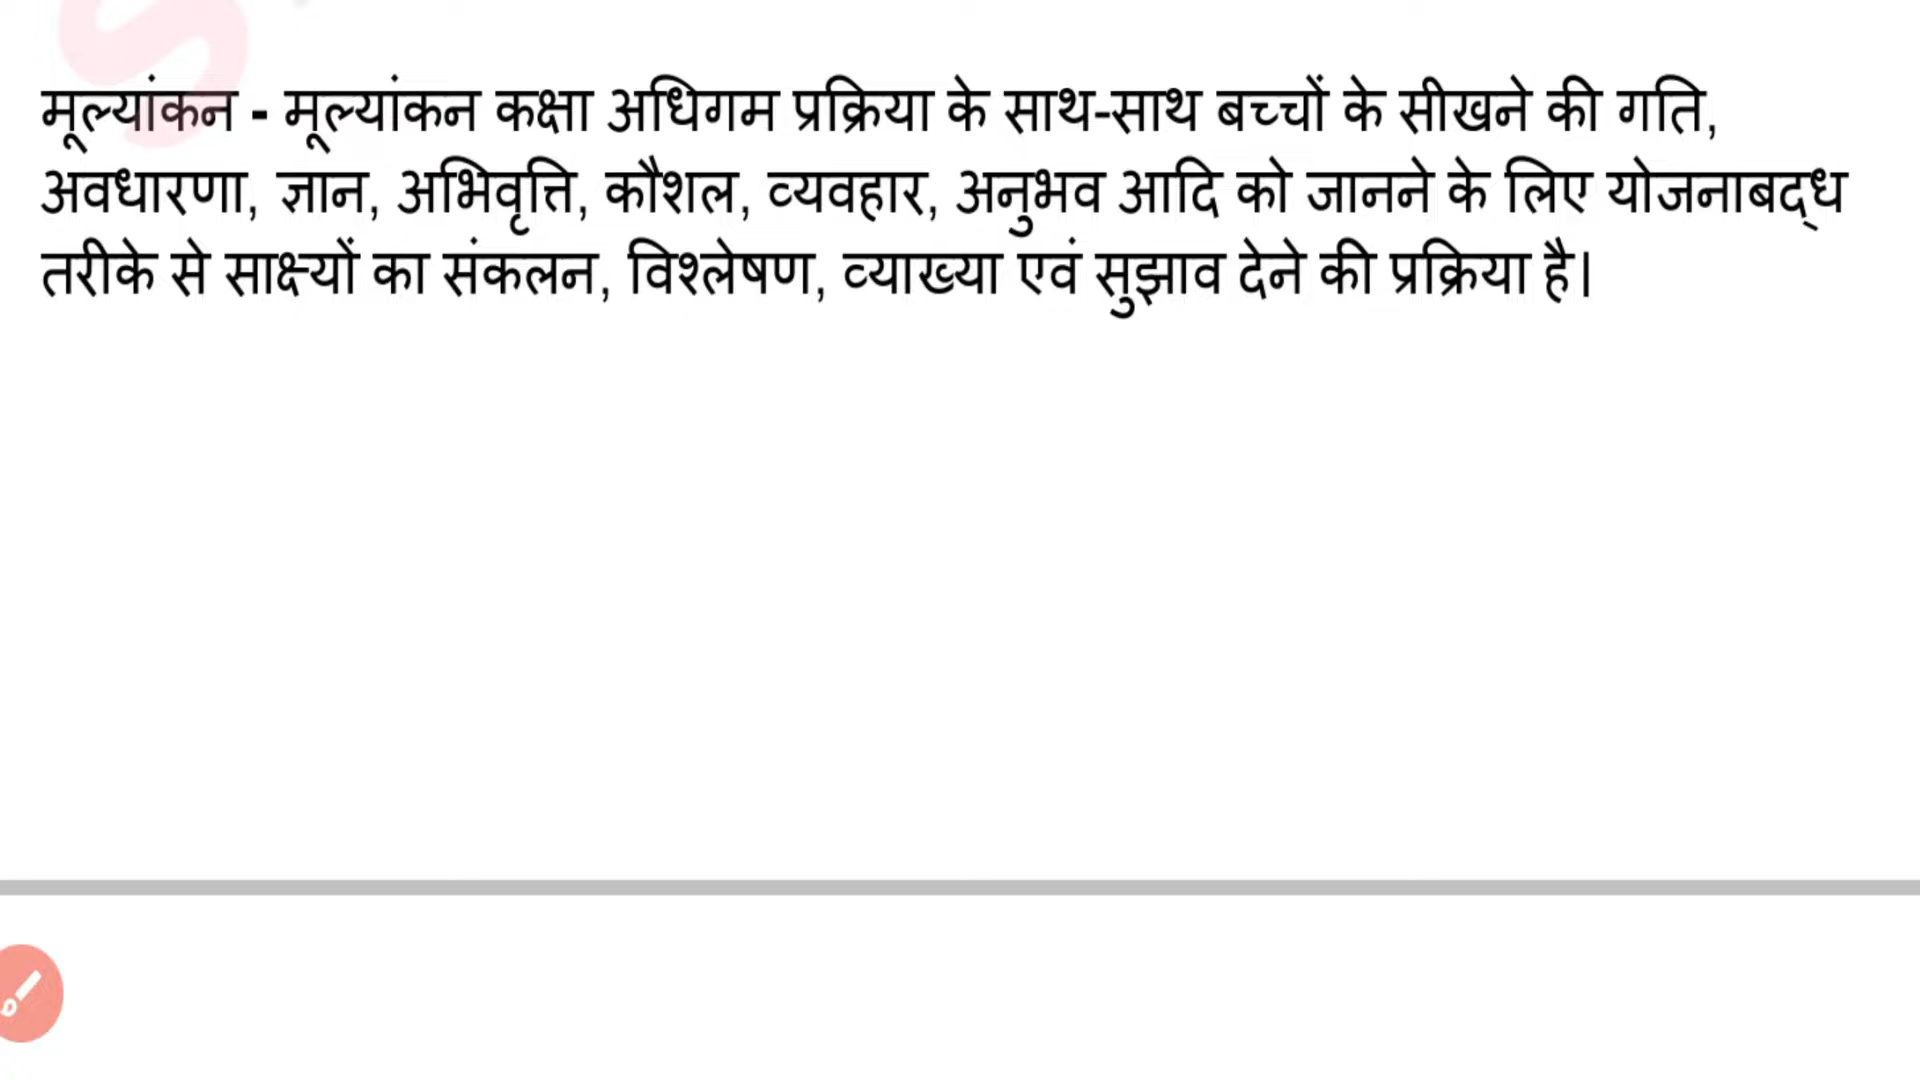 मूल्यांकन - मूल्यांकन कक्षा अधिगम प्रक्रिया के साथ-साथ बच्चों के सीखने की गति,
अवधारणा, ज्ञान, अभिवृत्ति, कौशल, व्यवहार, अनुभव आदि को जानने के लिए योजनाबद्ध
तरीके से साक्ष्यों का संकलन, विश्लेषण, व्याख्या एवं सुझाव देने की प्रक्रिया है।